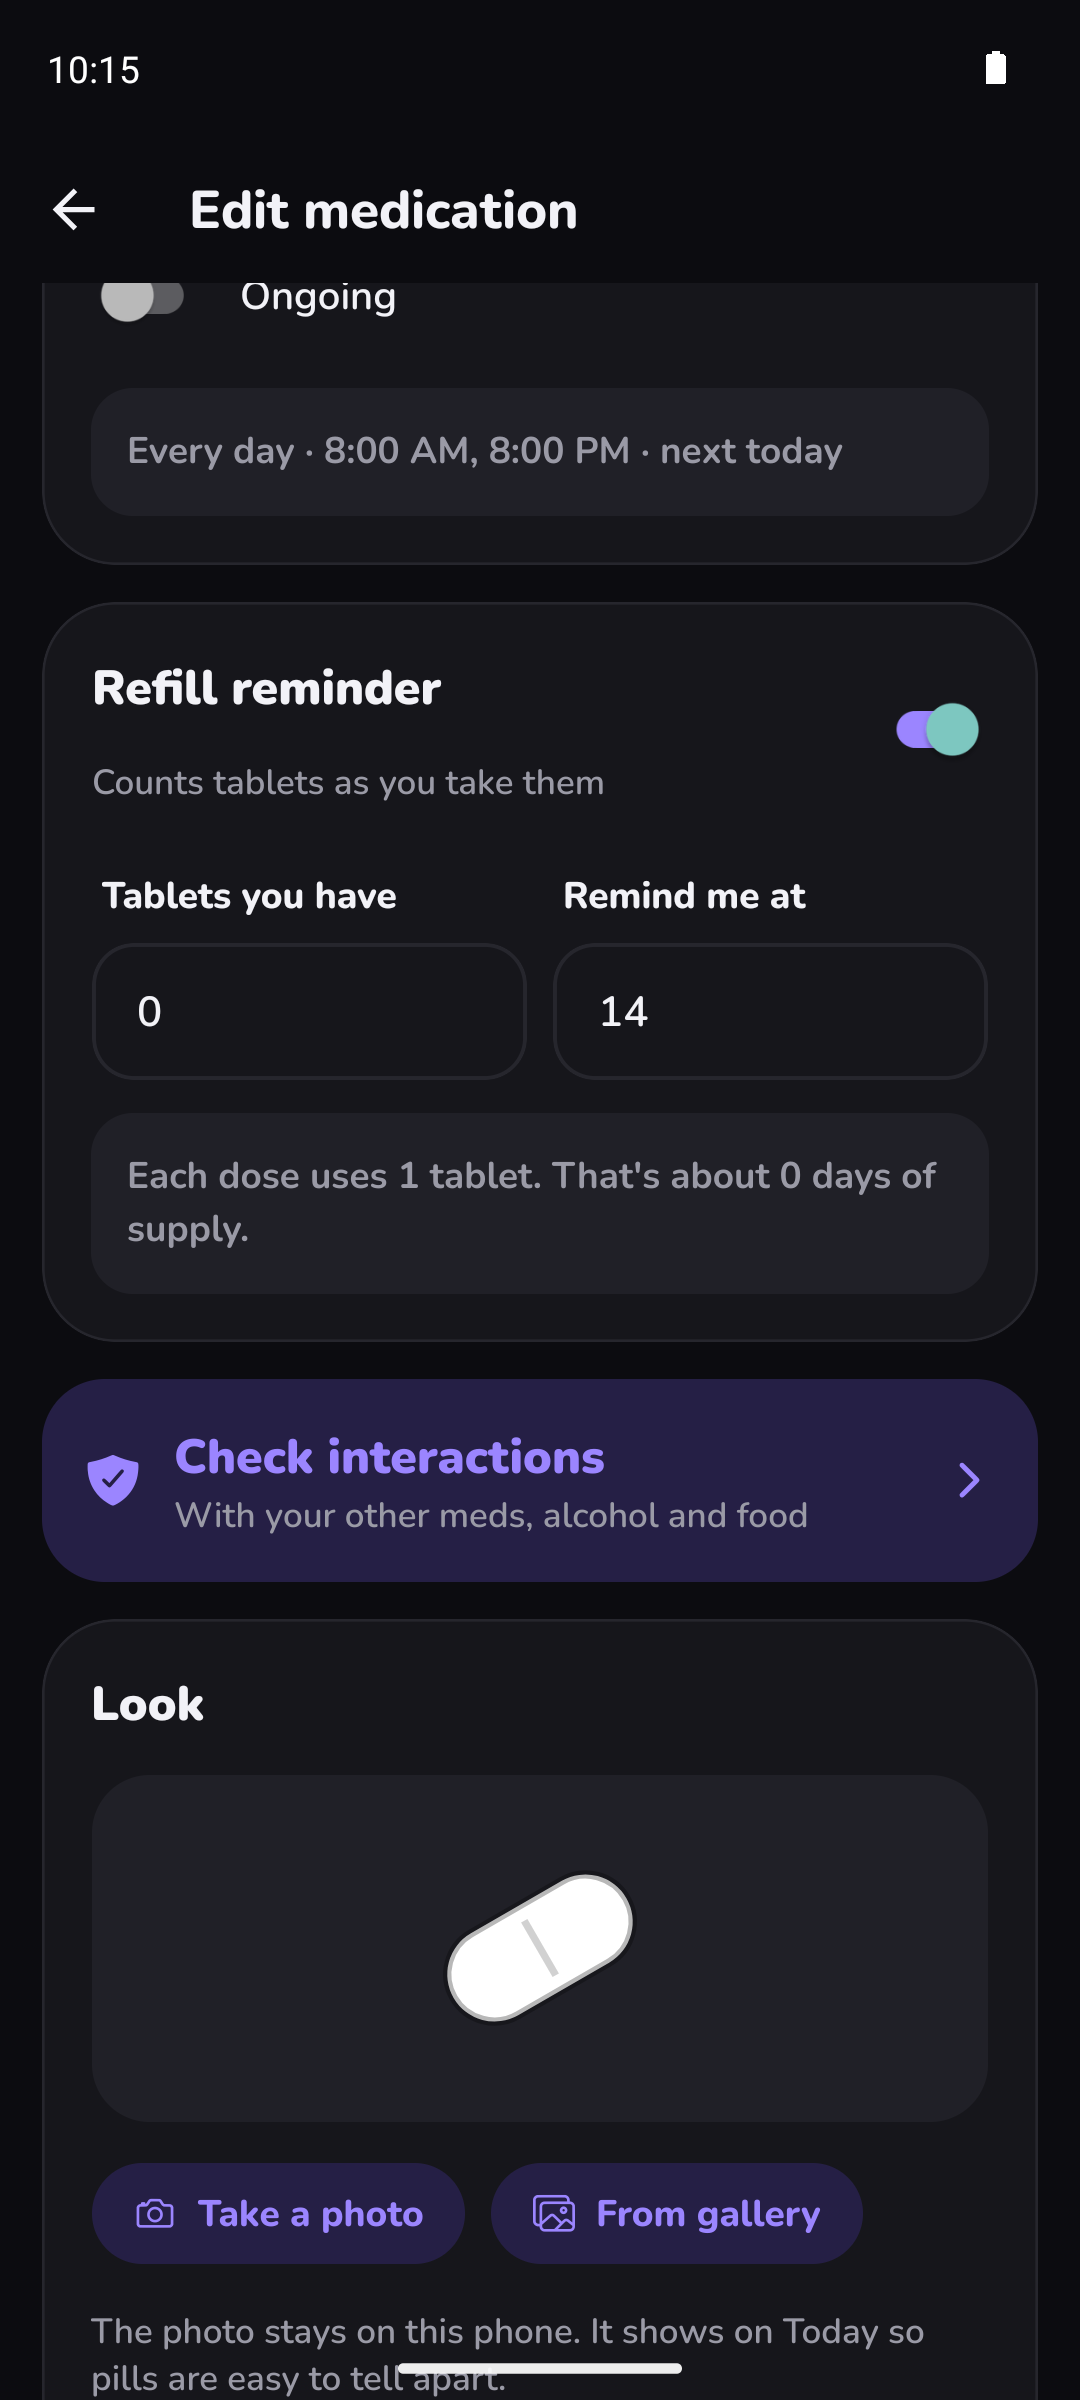 10:15
Edit medication
Ongoing
Every day · 8:00 AM, 8:00 PM · next today
Refill reminder
Counts tablets as you take them
Tablets you have
Remind me at
0
14
Each dose uses 1 tablet. That's about 0 days of
supply.
Check interactions
With your other meds, alcohol and food
Look
Take a photo
From gallery
The photo stays on this phone. It shows on Today so
pills are easy to tell apart.